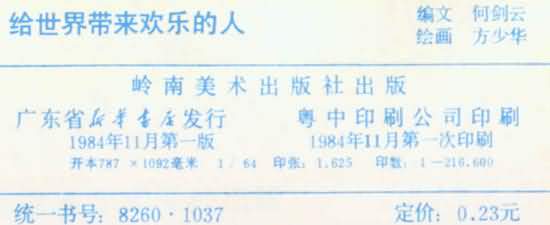 给世界带来欢乐的人
编文 何剑云
绘画 方少华
岭南美术出版社出版
广东省新华书店发行 粤中印刷公司印刷
1984年11月第一版 1984年11月第一次印刷
开本787×1092毫米 1/64 印张：1.625 印数：1—216.600
统一书号：8260·1037 定价：0.23元